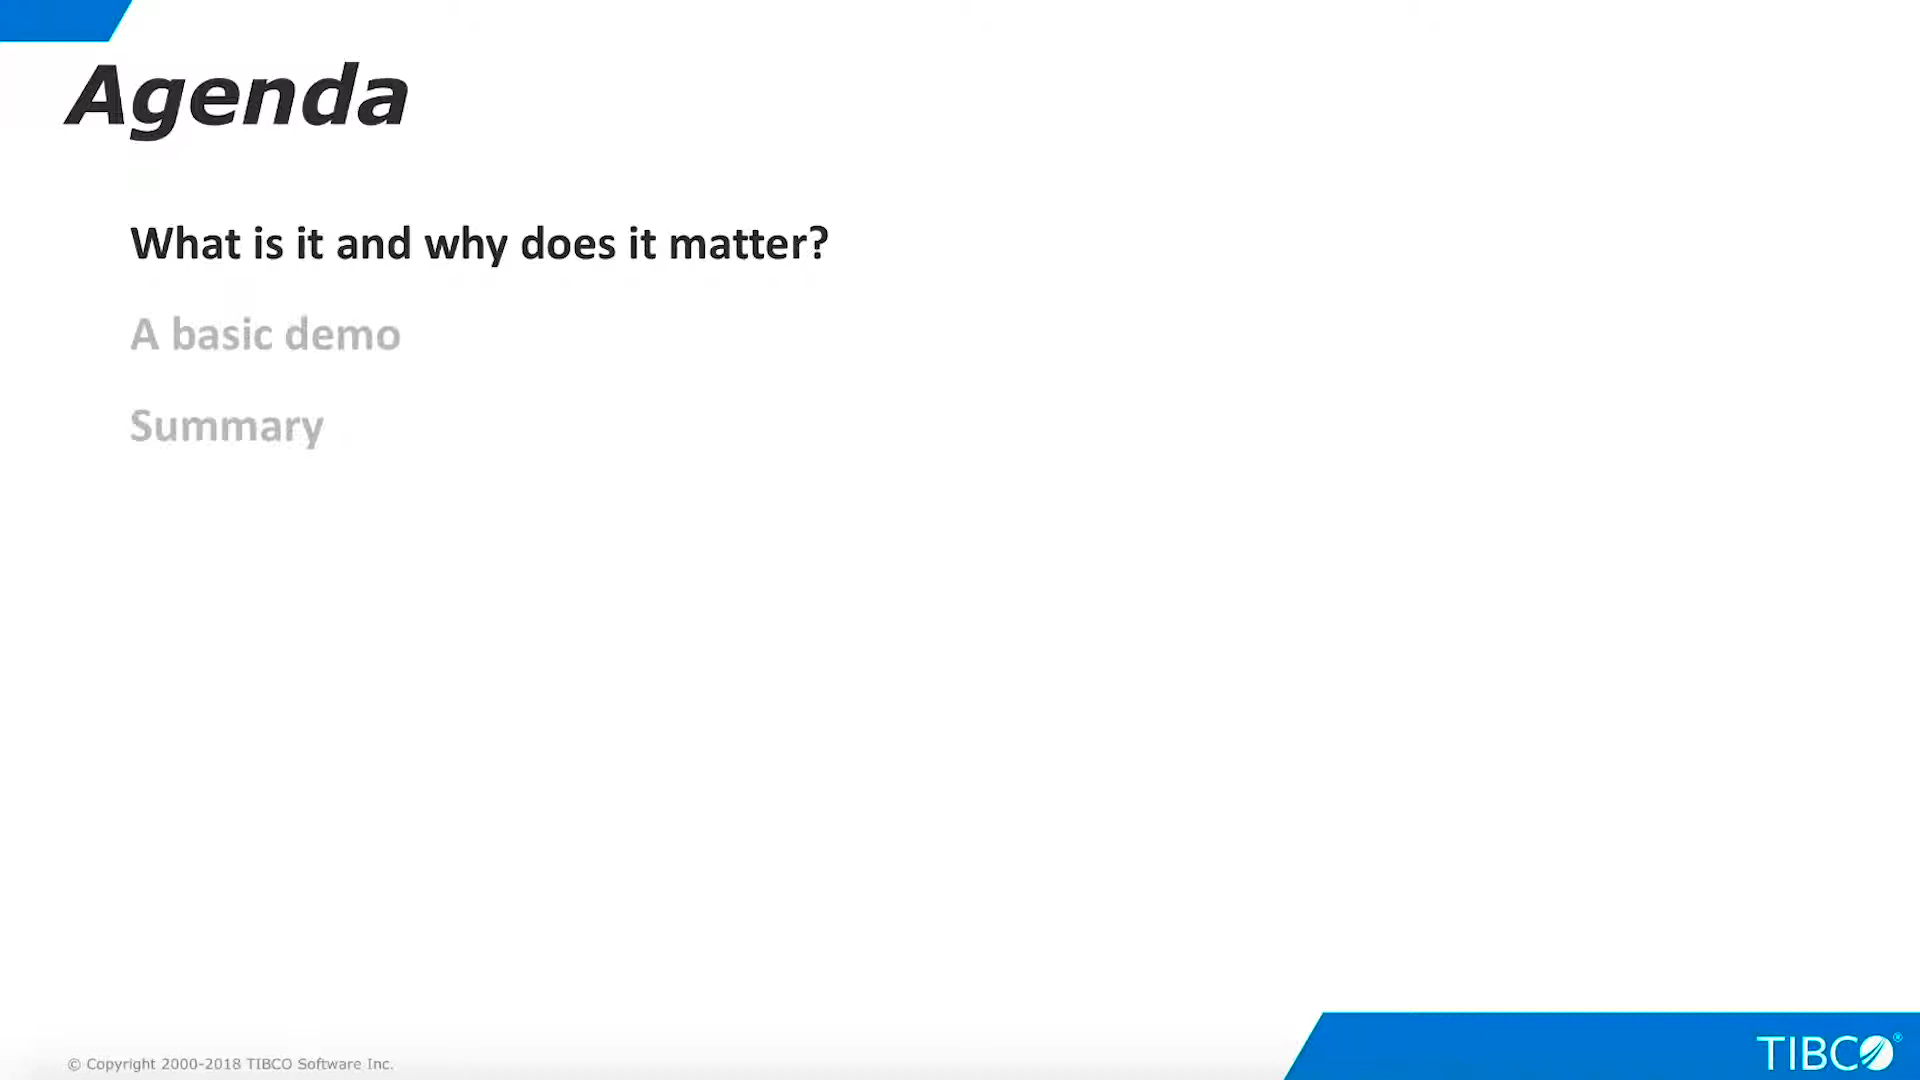 Agenda
What is it and why does it matter?
A basic demo
Summary
© Copyright 2000-2018 TIBCO Software Inc.
TIBCO®